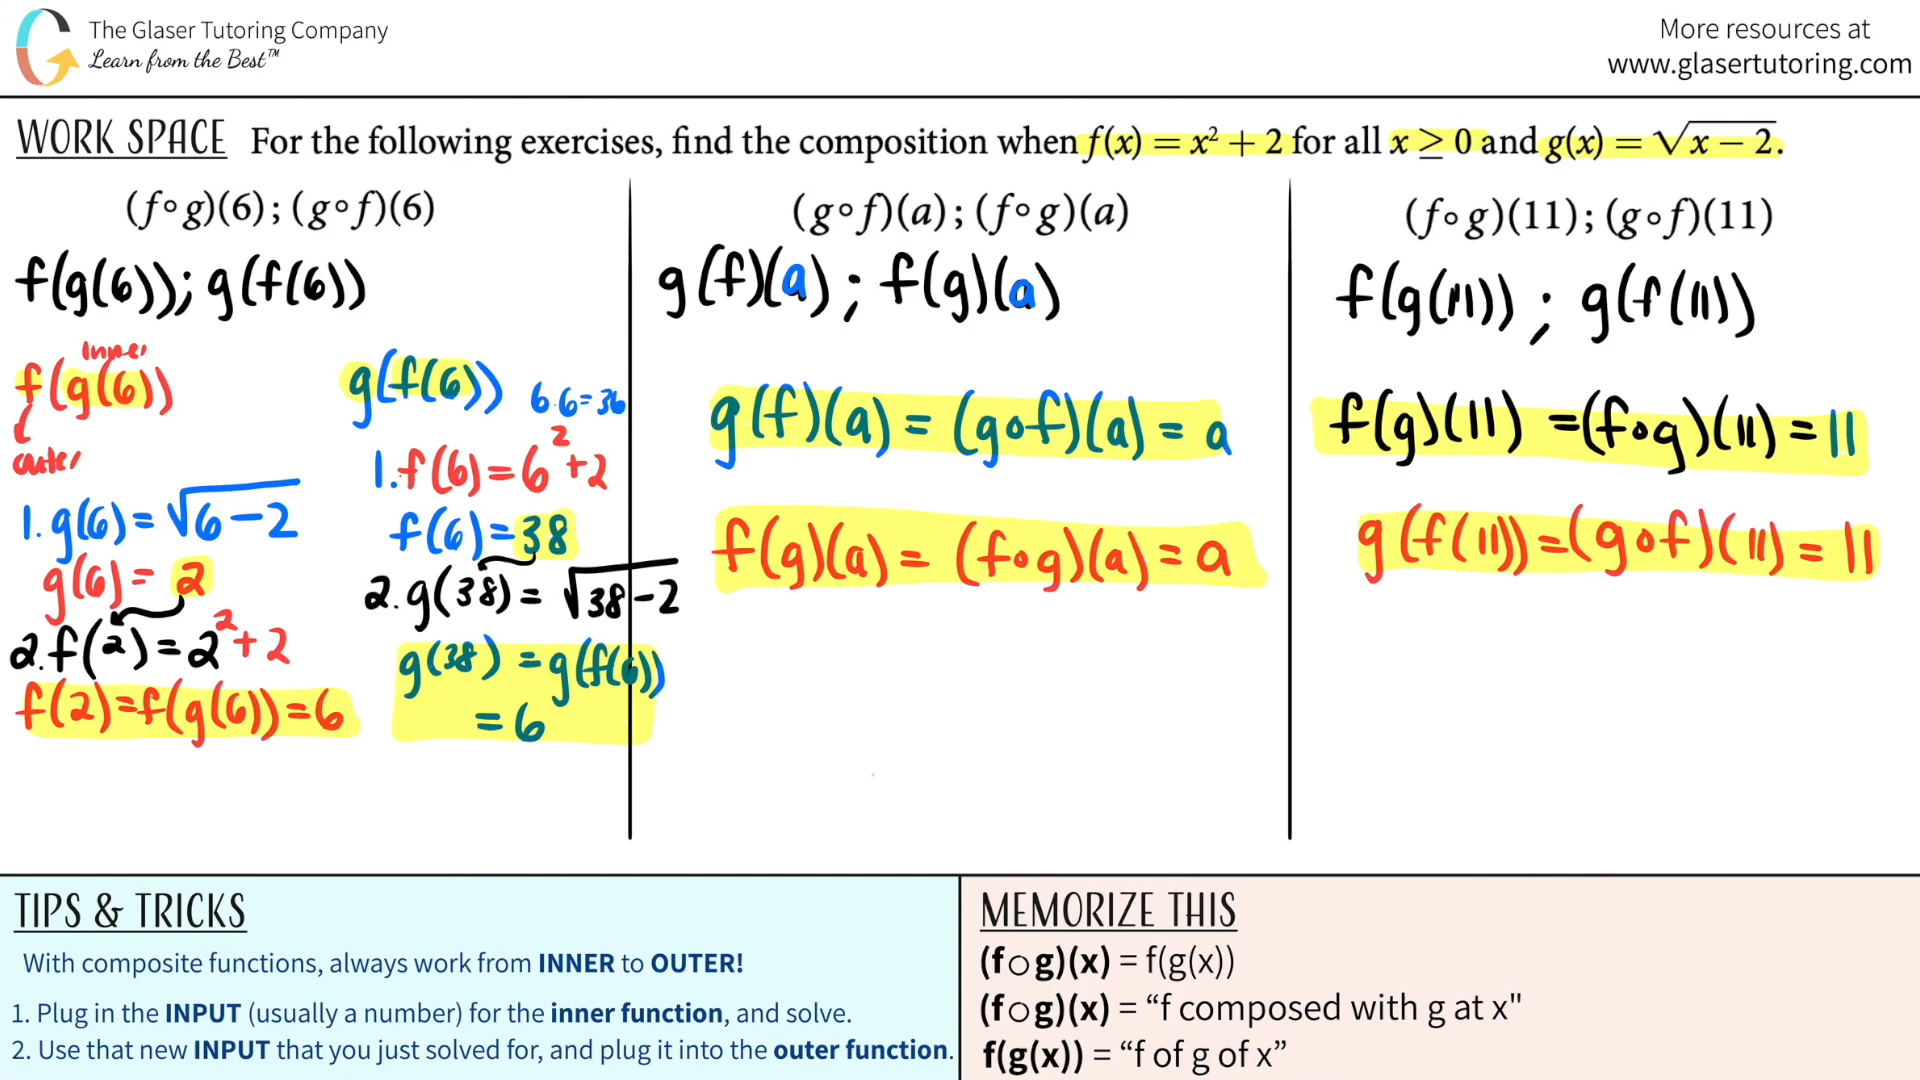 The Glaser Tutoring Company
Learn from the Best™
More resources at
www.glasertutoring.com
WORK SPACE For the following exercises, find the composition when f(x) = x² + 2 for all x ≥ 0 and g(x) = √(x − 2).
(f∘g)(6); (g∘f)(6)
f(g(6)); g(f(6))
inner
f(g(6))
outer
1. g(6) = √(6 − 2)
g(6) = 2
2. f(2) = 2² + 2
f(2) = f(g(6)) = 6
g(f(6))
6·6 = 36
1. f(6) = 6² + 2
f(6) = 38
2. g(38) = √(38 − 2)
g(38) = g(f(6))
= 6
(g∘f)(a); (f∘g)(a)
g(f)(a); f(g)(a)
g(f)(a) = (g∘f)(a) = a
f(g)(a) = (f∘g)(a) = a
(f∘g)(11); (g∘f)(11)
f(g(11)); g(f(11))
f(g)(11) = (f∘g)(11) = 11
g(f(11)) = (g∘f)(11) = 11
TIPS & TRICKS
With composite functions, always work from INNER to OUTER!
1. Plug in the INPUT (usually a number) for the inner function, and solve.
2. Use that new INPUT that you just solved for, and plug it into the outer function.
MEMORIZE THIS
(f○g)(x) = f(g(x))
(f○g)(x) = “f composed with g at x"
f(g(x)) = “f of g of x”